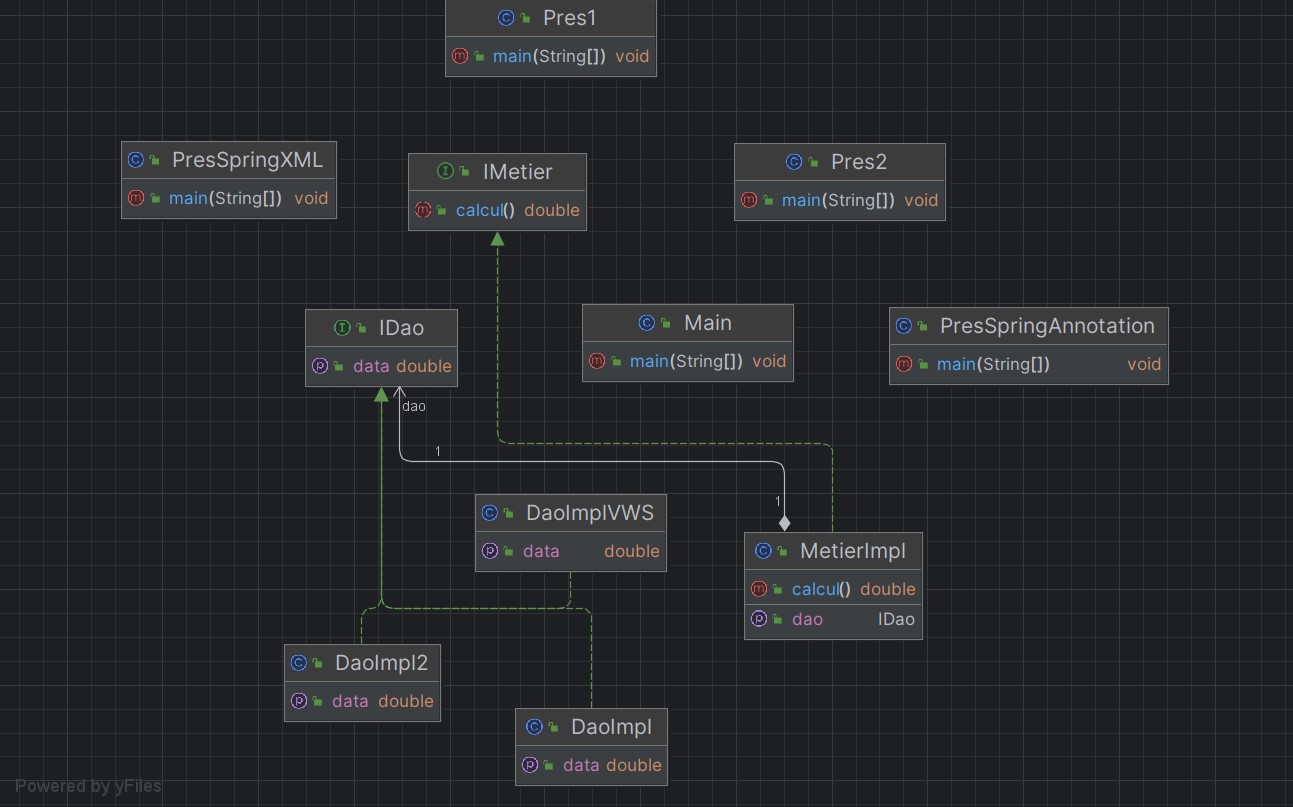 Pres1
main(String[]) void
PresSpringXML
main(String[]) void
IMetier
calcul() double
Pres2
main(String[]) void
IDao
data double
Main
main(String[]) void
PresSpringAnnotation
main(String[]) void
dao
1
1
DaoImplVWS
data double
MetierImpl
calcul() double
dao IDao
DaoImpl2
data double
DaoImpl
data double
Powered by yFiles